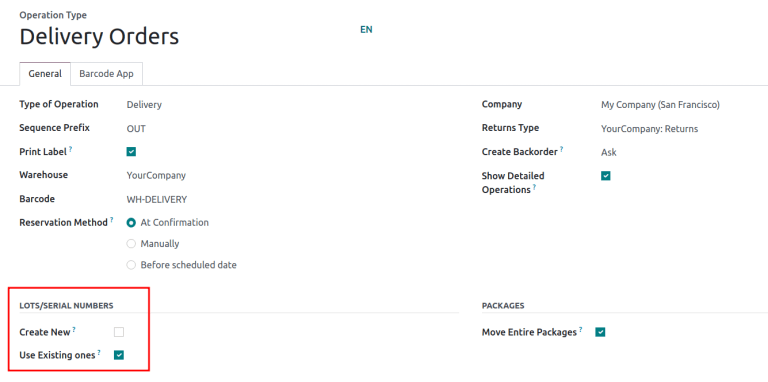 Operation Type
Delivery Orders
EN
General
Barcode App
Type of Operation Delivery
Company My Company (San Francisco)
Sequence Prefix OUT
Returns Type YourCompany: Returns
Print Label ?
Create Backorder ? Ask
Warehouse YourCompany
Show Detailed
Operations ?
Barcode WH-DELIVERY
Reservation Method ? At Confirmation
Manually
Before scheduled date
LOTS/SERIAL NUMBERS
PACKAGES
Create New ?
Move Entire Packages ?
Use Existing ones ?